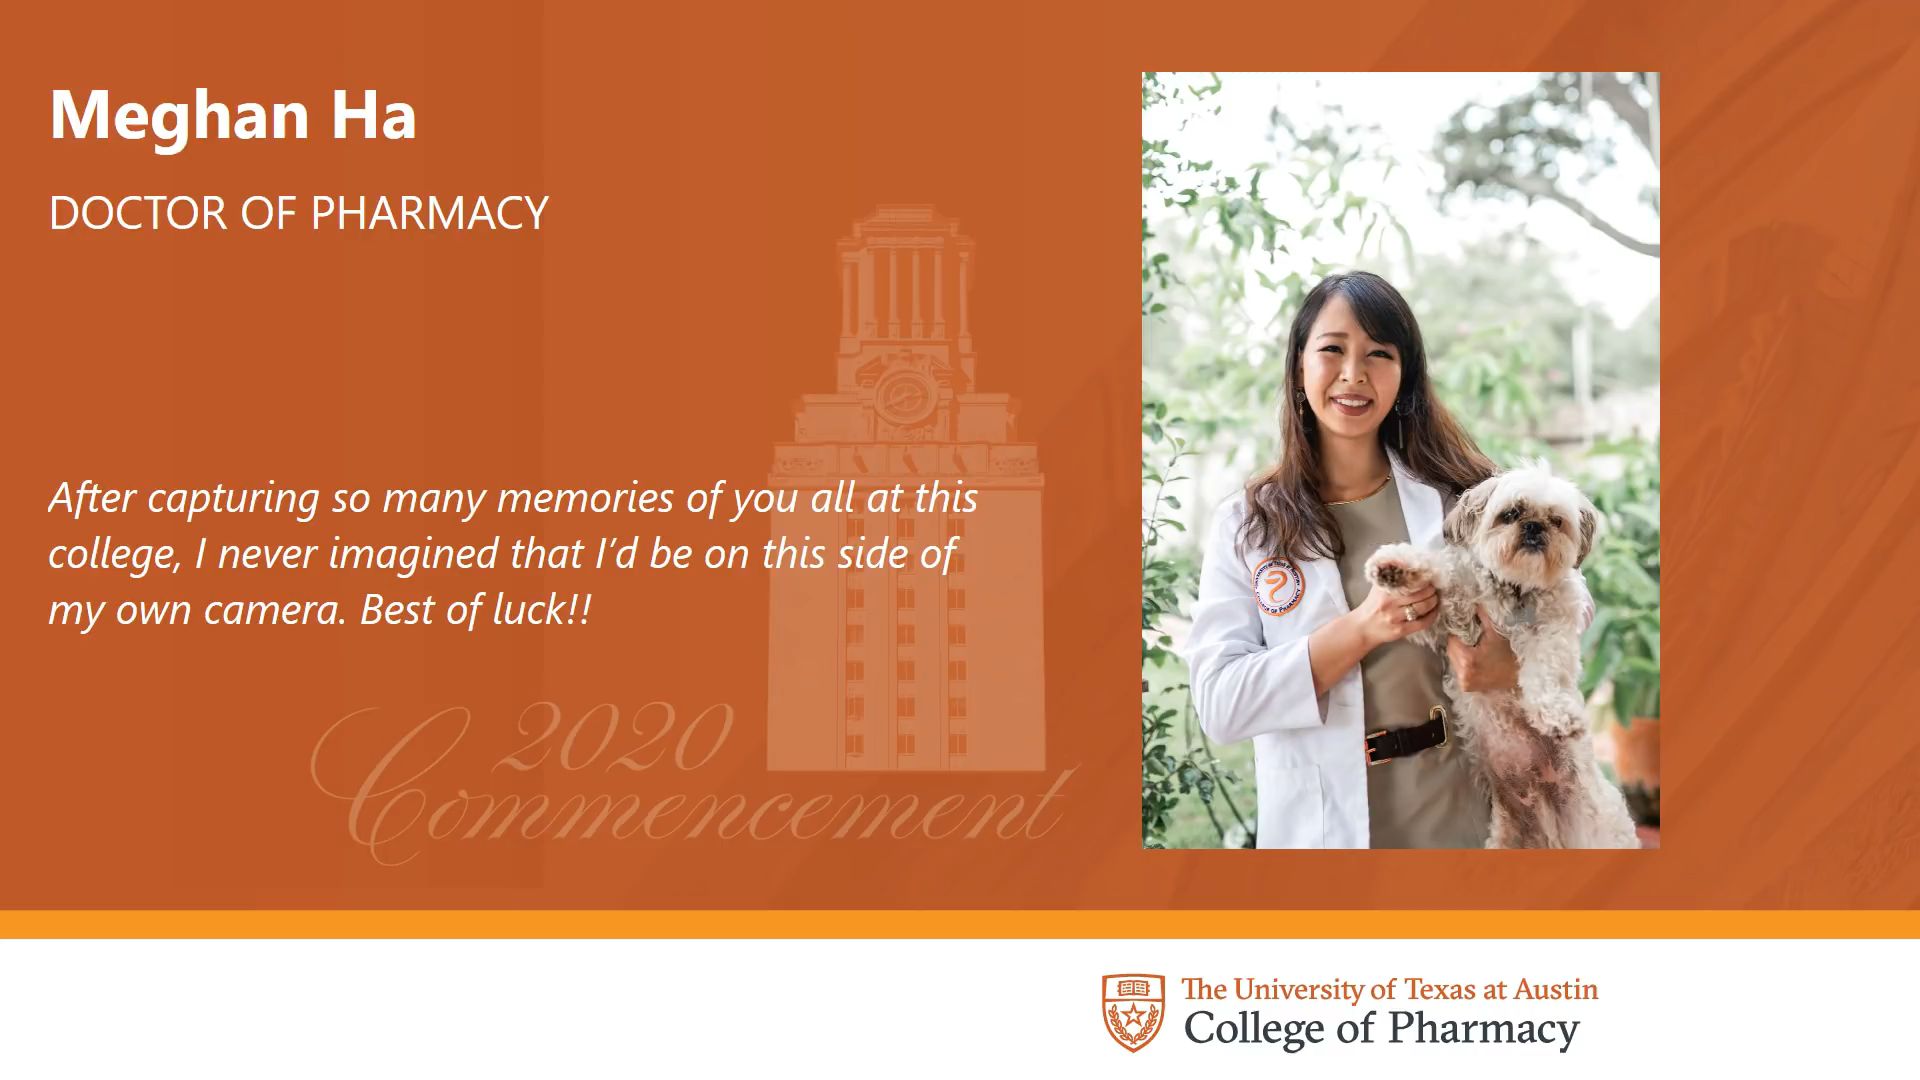 Meghan Ha
DOCTOR OF PHARMACY
After capturing so many memories of you all at this
college, I never imagined that I’d be on this side of
my own camera. Best of luck!!
2020
Commencement
The University of Texas at Austin
College of Pharmacy